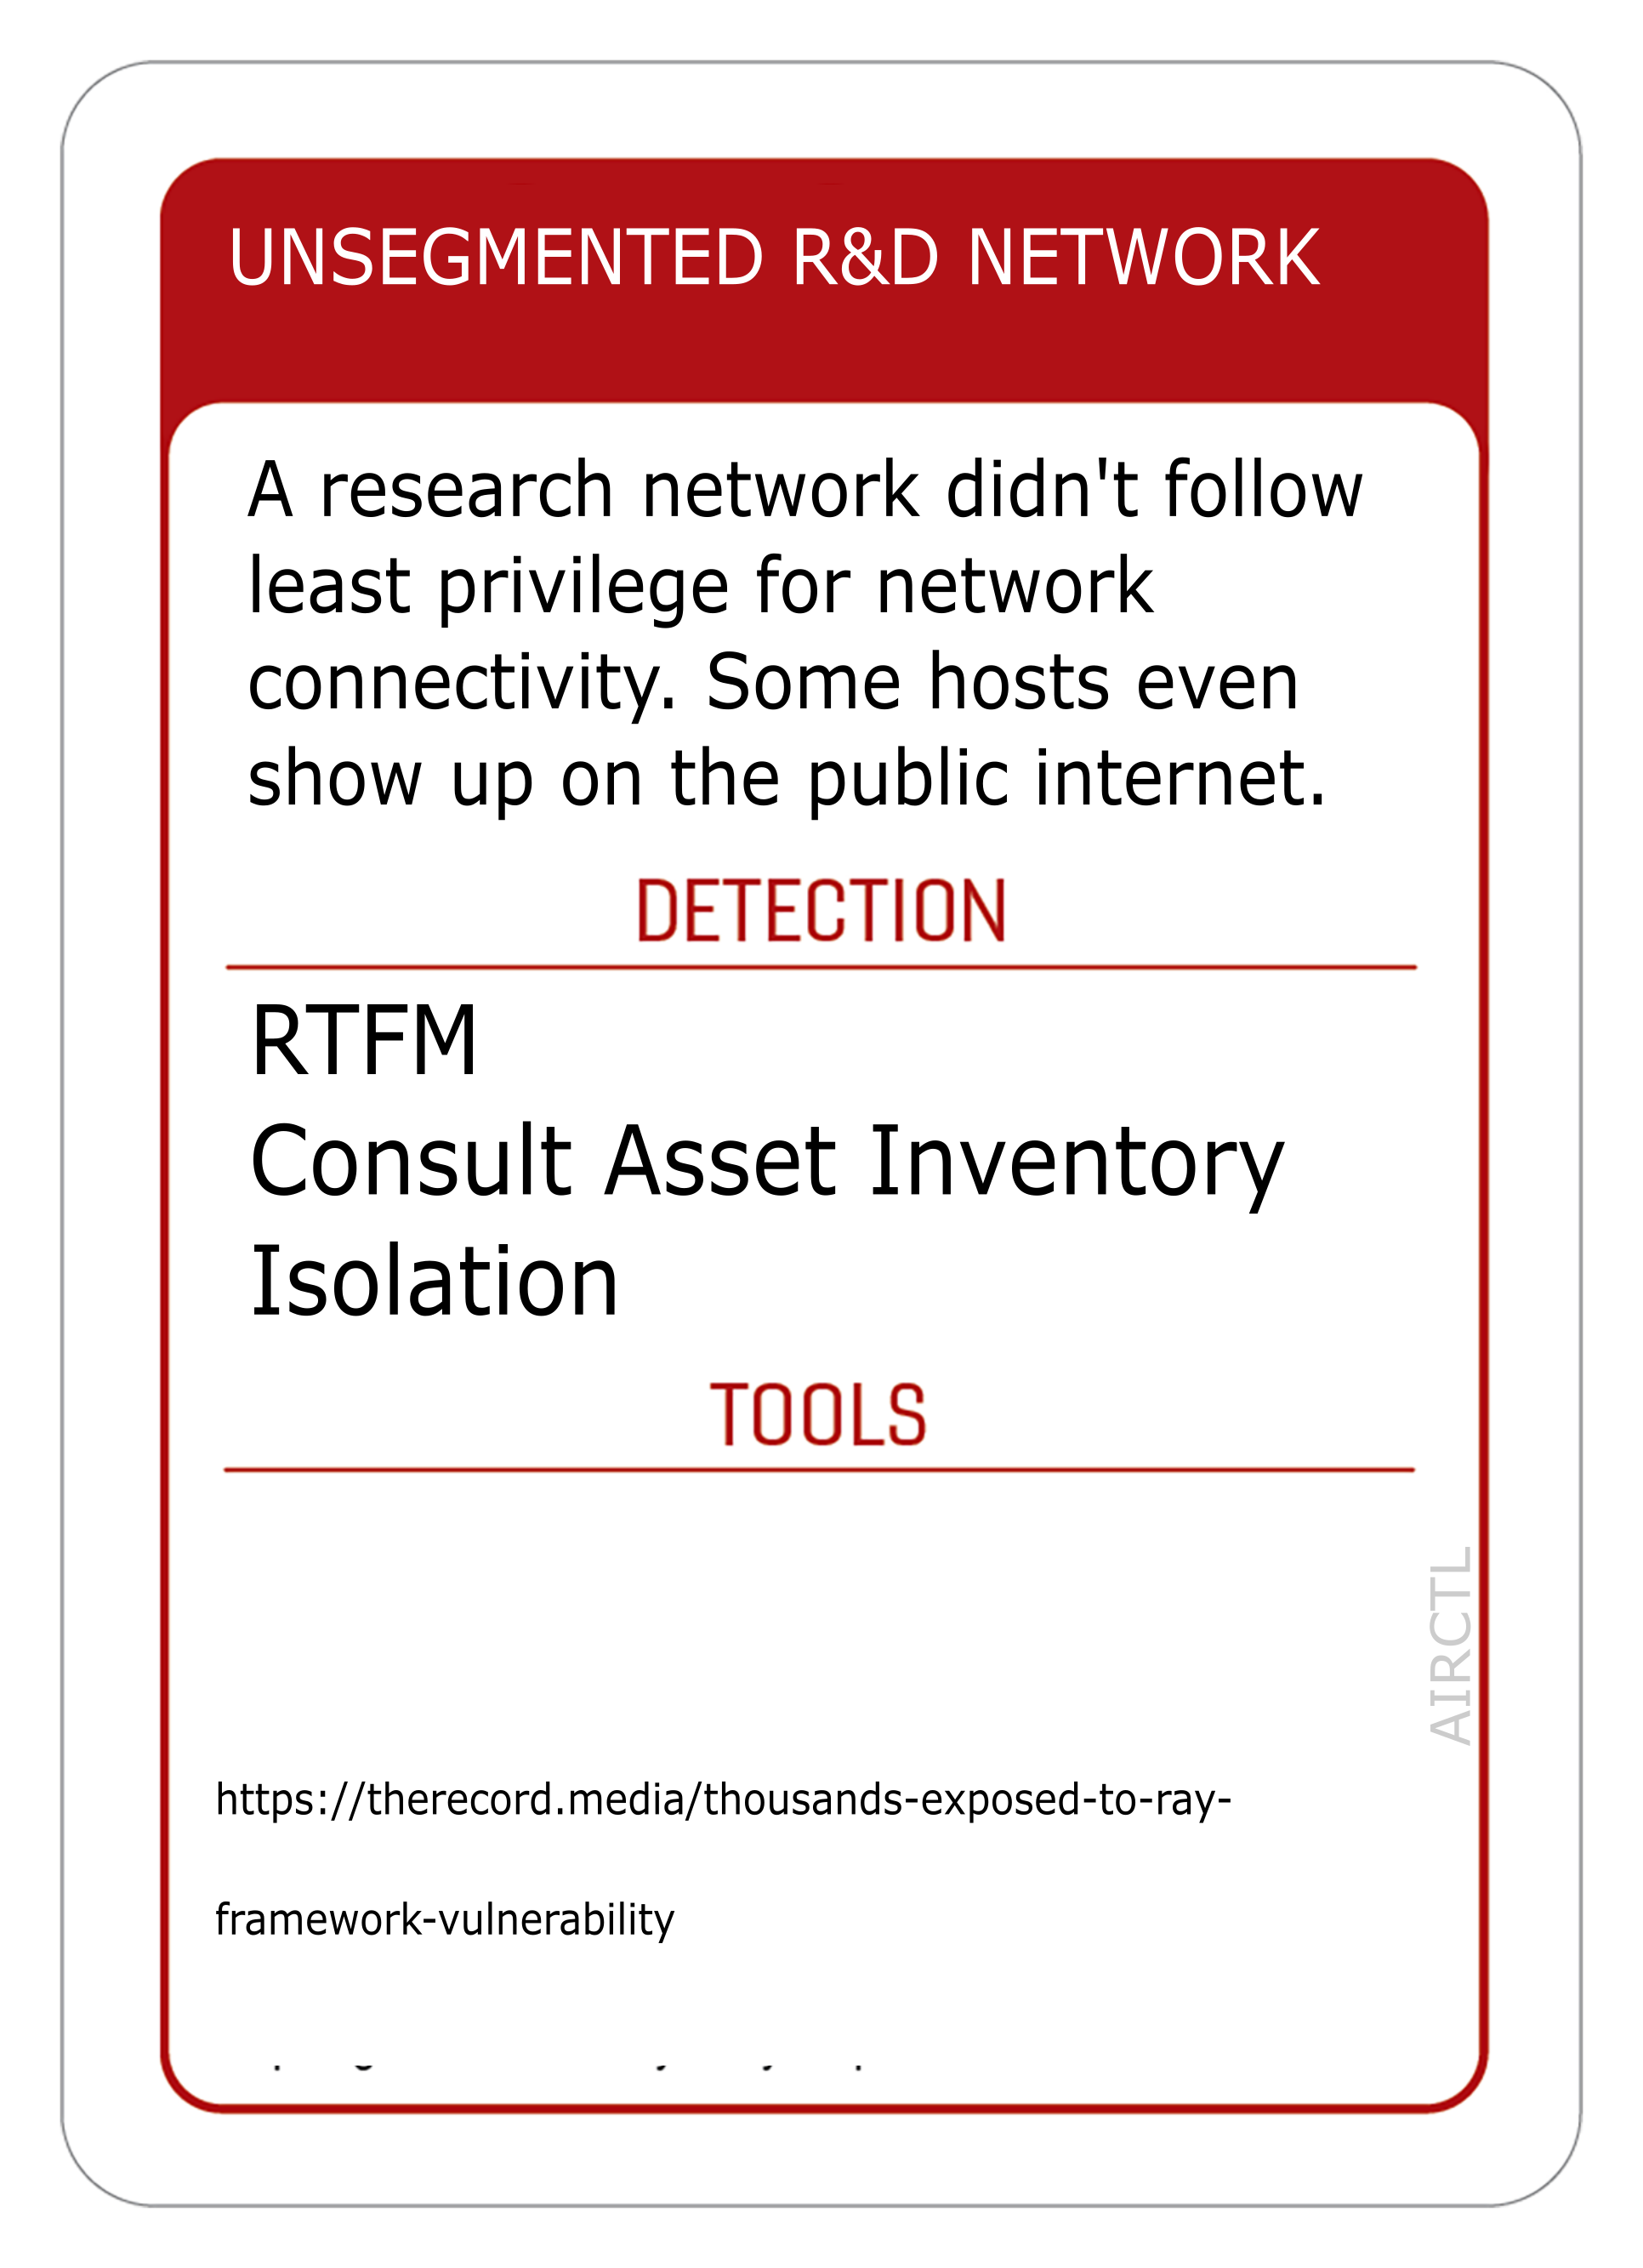 UNSEGMENTED R&D NETWORK
A research network didn't follow
least privilege for network
connectivity. Some hosts even
show up on the public internet.
DETECTION
RTFM
Consult Asset Inventory
Isolation
TOOLS
AIRCTL
https://therecord.media/thousands-exposed-to-ray-
framework-vulnerability